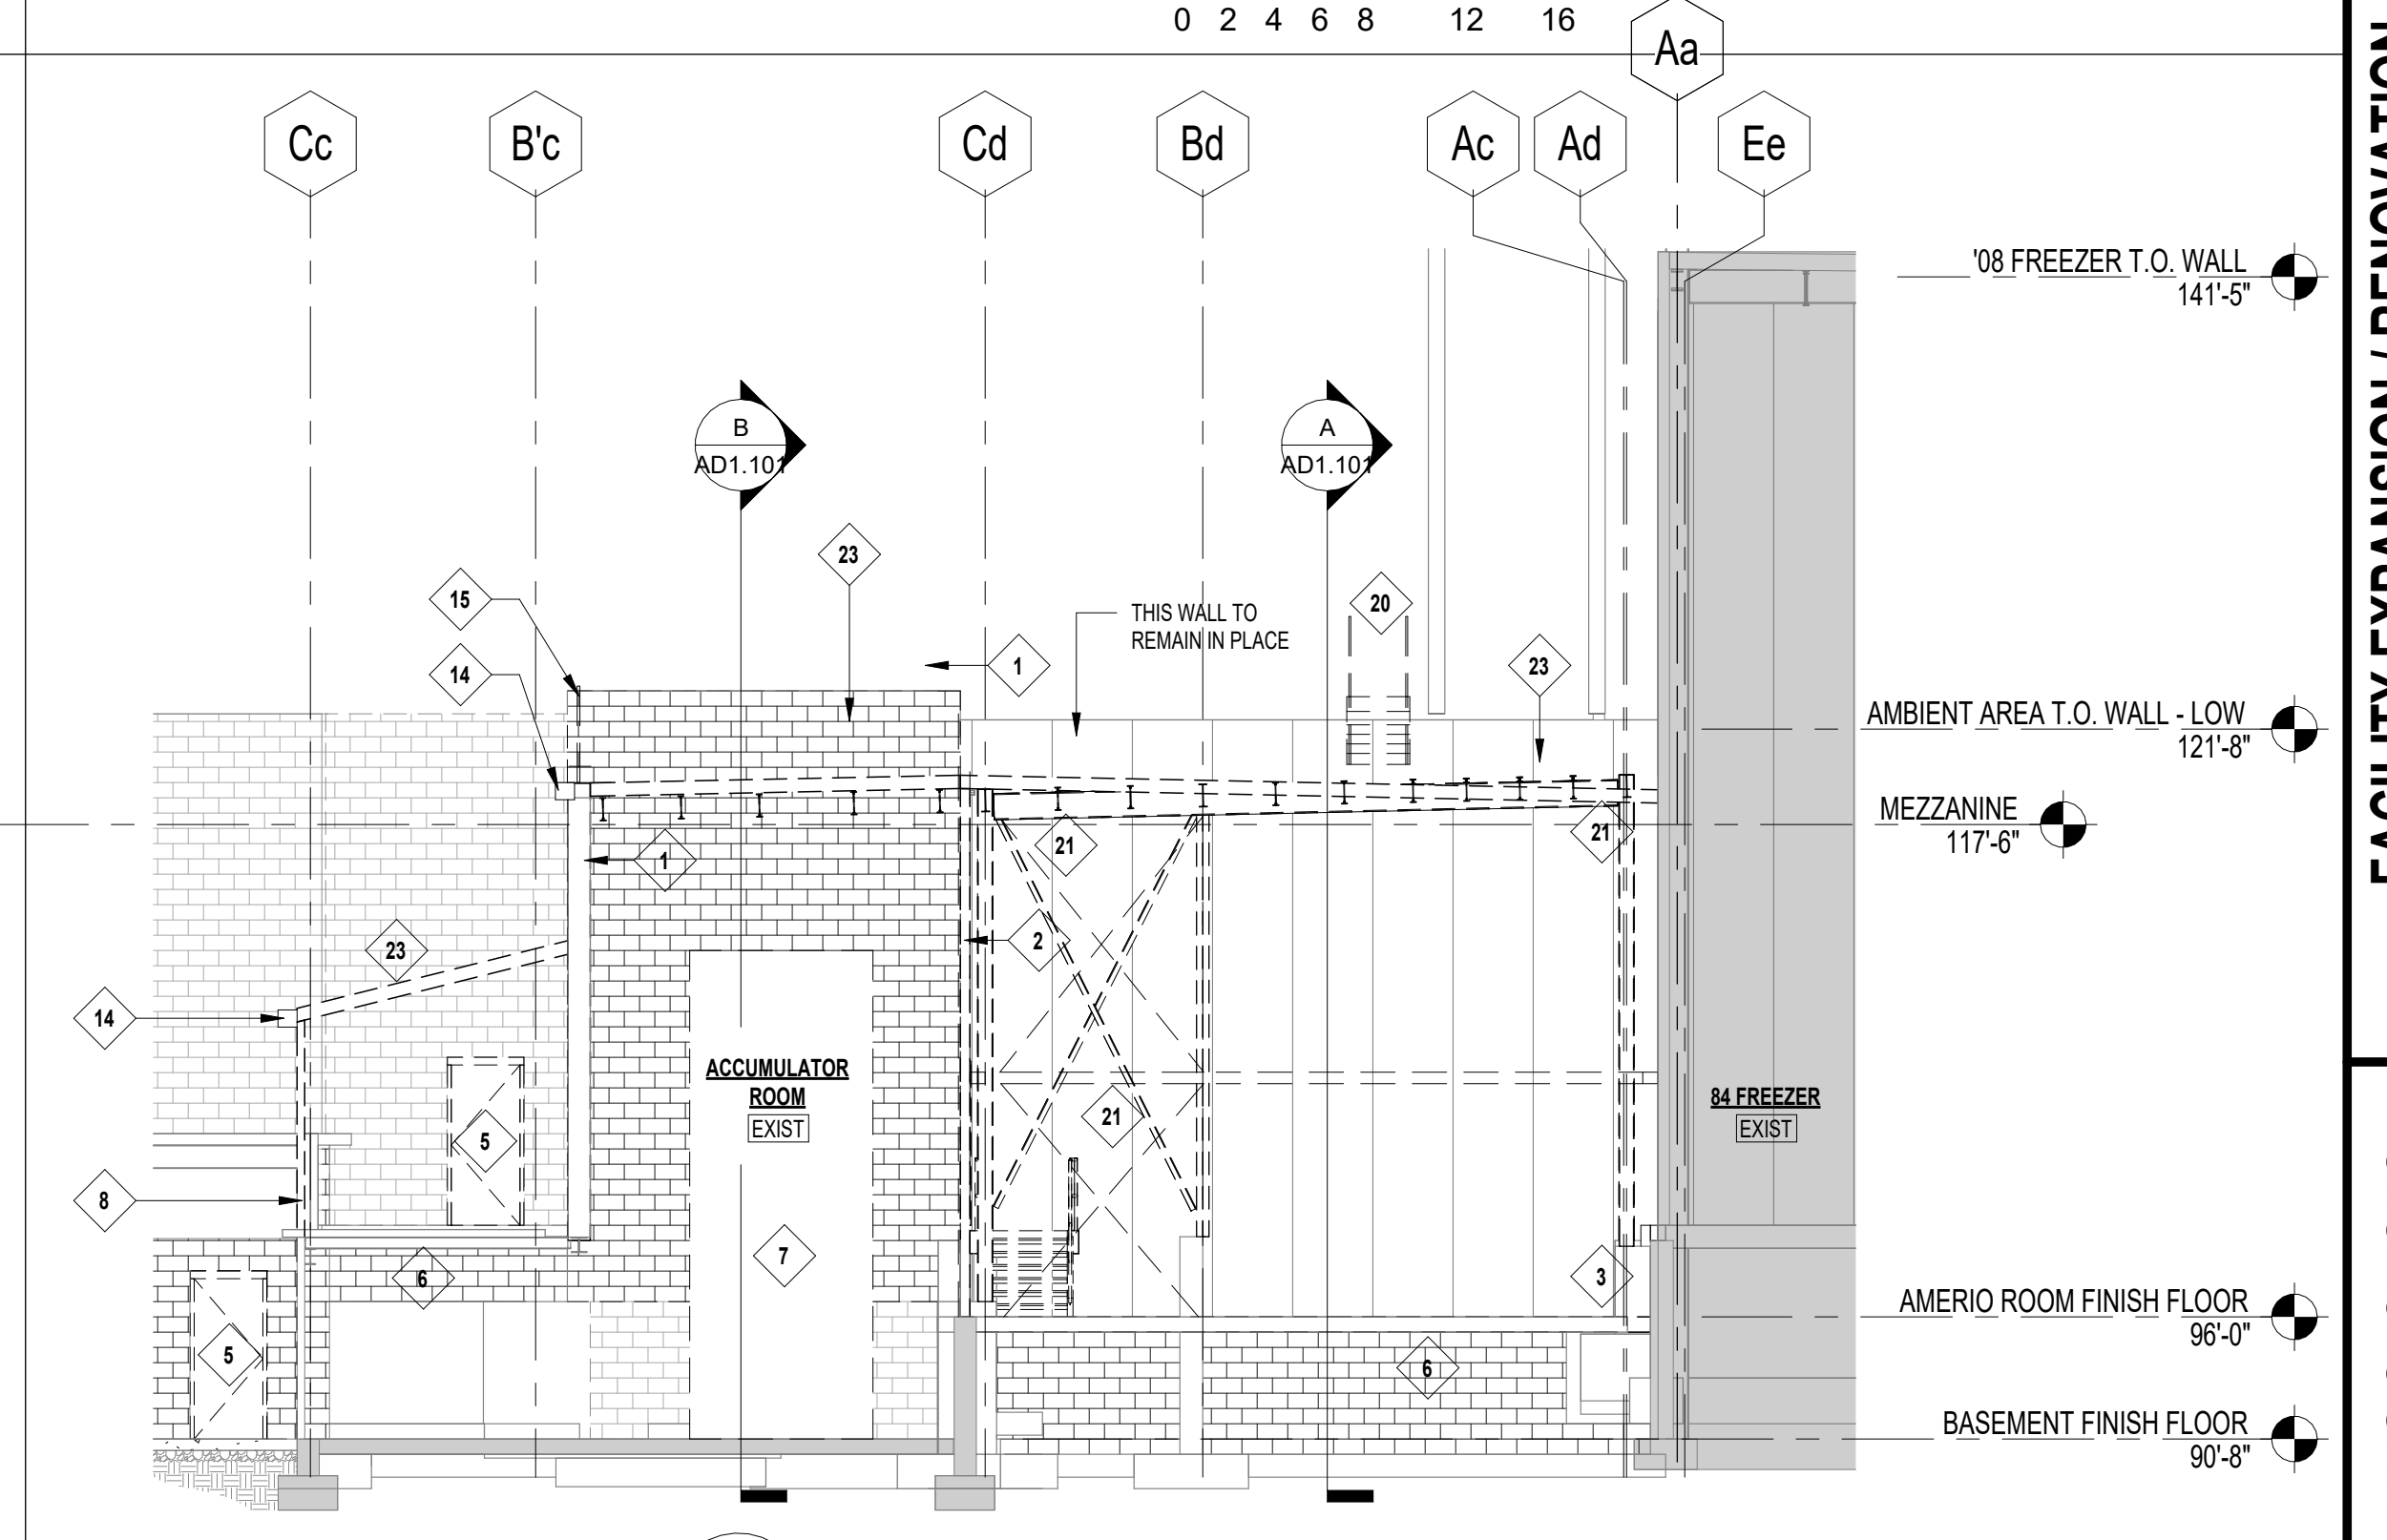 0 2 4 6 8 12 16
Aa
Cc
B'c
Cd
Bd
Ac
Ad
Ee
'08 FREEZER T.O. WALL
141'-5"
B
AD1.101
A
AD1.101
23
15
THIS WALL TO
REMAIN IN PLACE
20
14
1
23
AMBIENT AREA T.O. WALL - LOW
121'-8"
MEZZANINE
117'-6"
21
21
1
23
2
14
ACCUMULATOR
ROOM
EXIST
84 FREEZER
EXIST
21
5
8
7
6
3
AMERIO ROOM FINISH FLOOR
96'-0"
5
6
BASEMENT FINISH FLOOR
90'-8"
FACILITY EXPANSION / RENOVATION